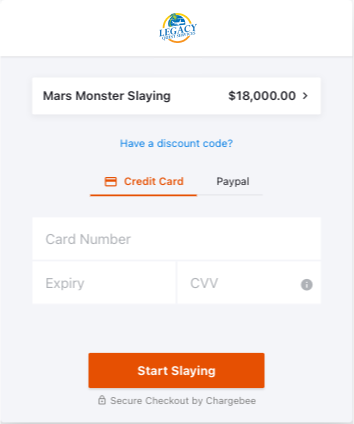 LEGACY
Mars Monster Slaying $18,000.00
Have a discount code?
Credit Card Paypal
Card Number
Expiry CVV
Start Slaying
Secure Checkout by Chargebee